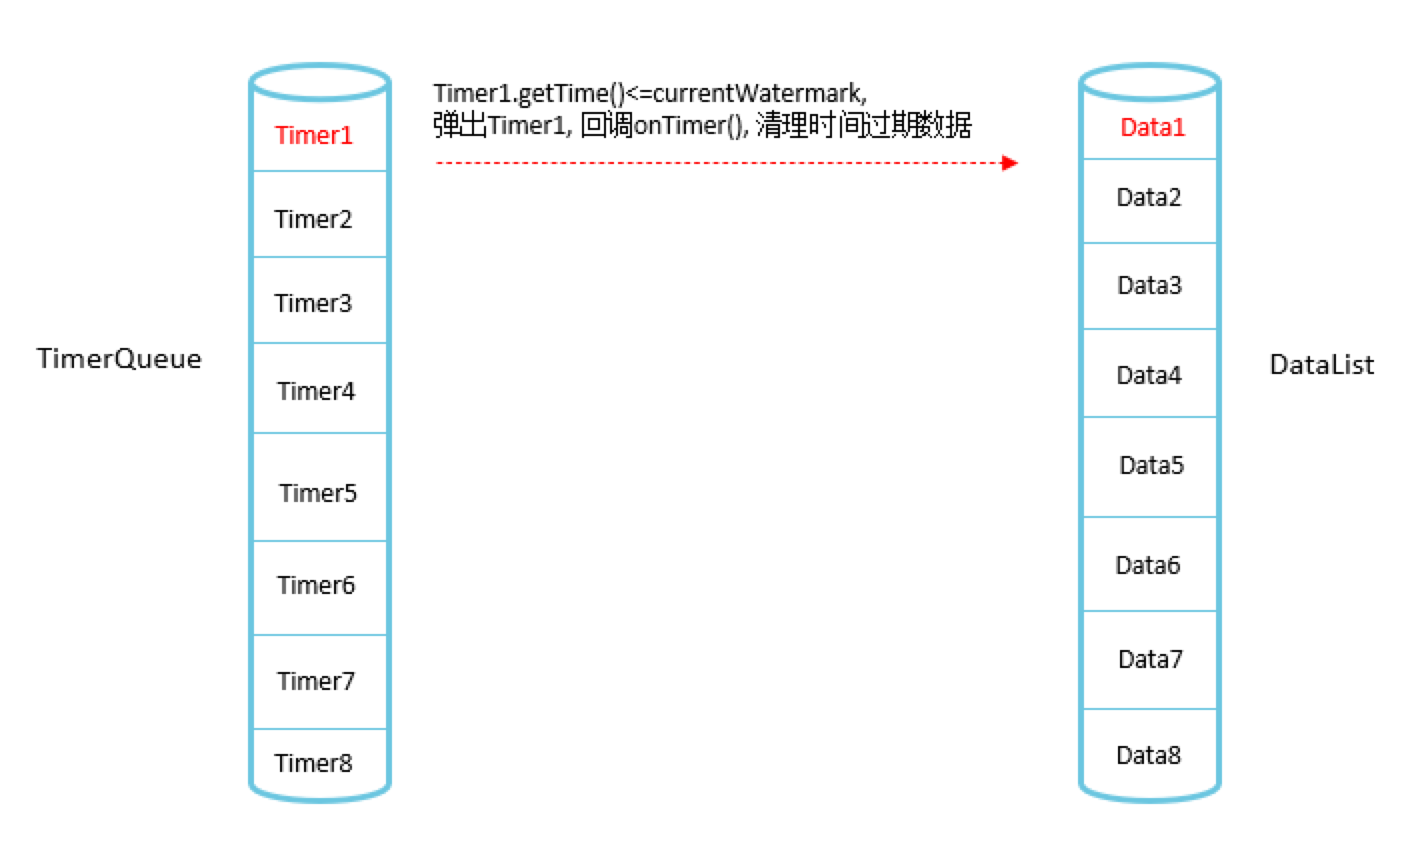 Timer1.getTime()<=currentWatermark,
弹出Timer1, 回调onTimer(), 清理时间过期数据
TimerQueue
Timer1
Timer2
Timer3
Timer4
Timer5
Timer6
Timer7
Timer8
Data1
Data2
Data3
Data4
Data5
Data6
Data7
Data8
DataList